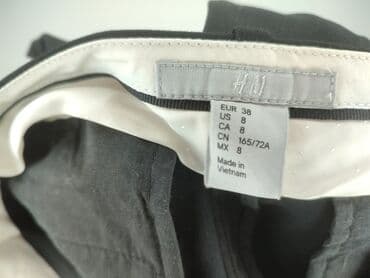 H&M
EUR 38
US 8
CA 8
CN 165/72A
MX 8
Made in
Vietnam